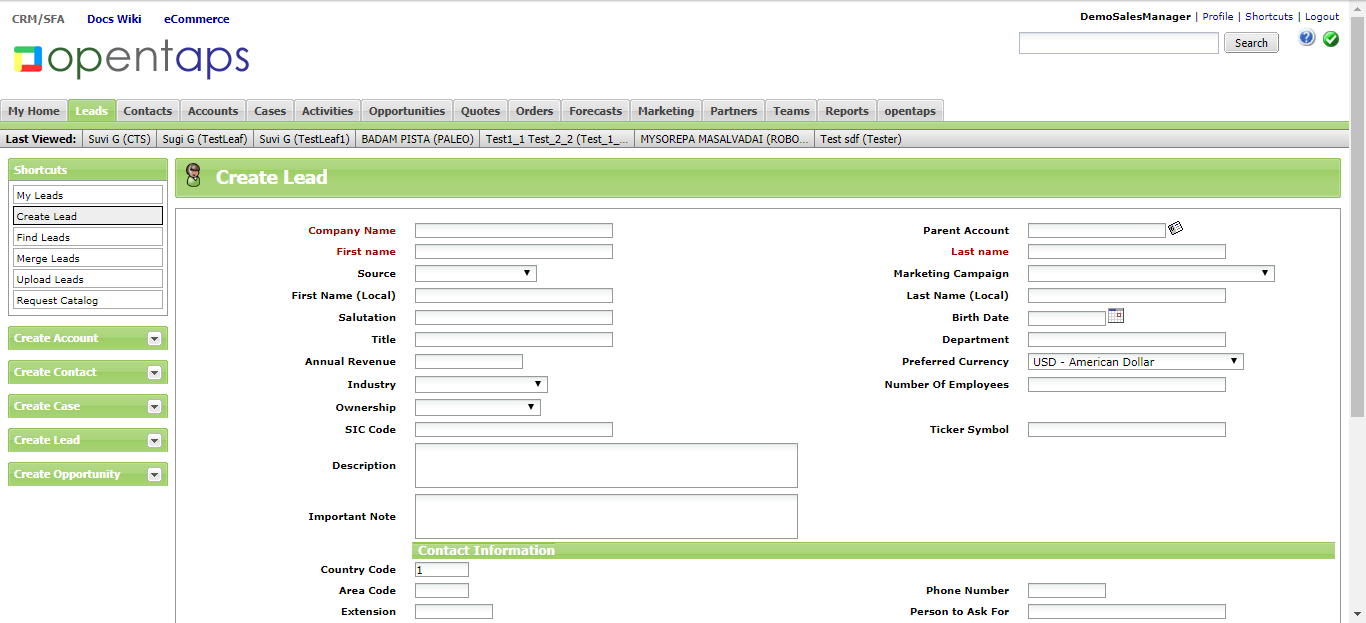 CRM/SFA Docs Wiki eCommerce
DemoSalesManager | Profile | Shortcuts | Logout
opentaps
Search
My Home Leads Contacts Accounts Cases Activities Opportunities Quotes Orders Forecasts Marketing Partners Teams Reports opentaps
Last Viewed: Suvi G (CTS) Sugi G (TestLeaf) Suvi G (TestLeaf1) BADAM PISTA (PALEO) Test1_1 Test_2_2 (Test_1_... MYSOREPA MASALVADAI (ROBO... Test sdf (Tester)
Shortcuts
My Leads
Create Lead
Find Leads
Merge Leads
Upload Leads
Request Catalog
Create Account
Create Contact
Create Case
Create Lead
Create Opportunity
Create Lead
Company Name Parent Account
First name Last name
Source Marketing Campaign
First Name (Local) Last Name (Local)
Salutation Birth Date
Title Department
Annual Revenue Preferred Currency USD - American Dollar
Industry Number Of Employees
Ownership
SIC Code Ticker Symbol
Description
Important Note
Contact Information
Country Code 1
Area Code Phone Number
Extension Person to Ask For